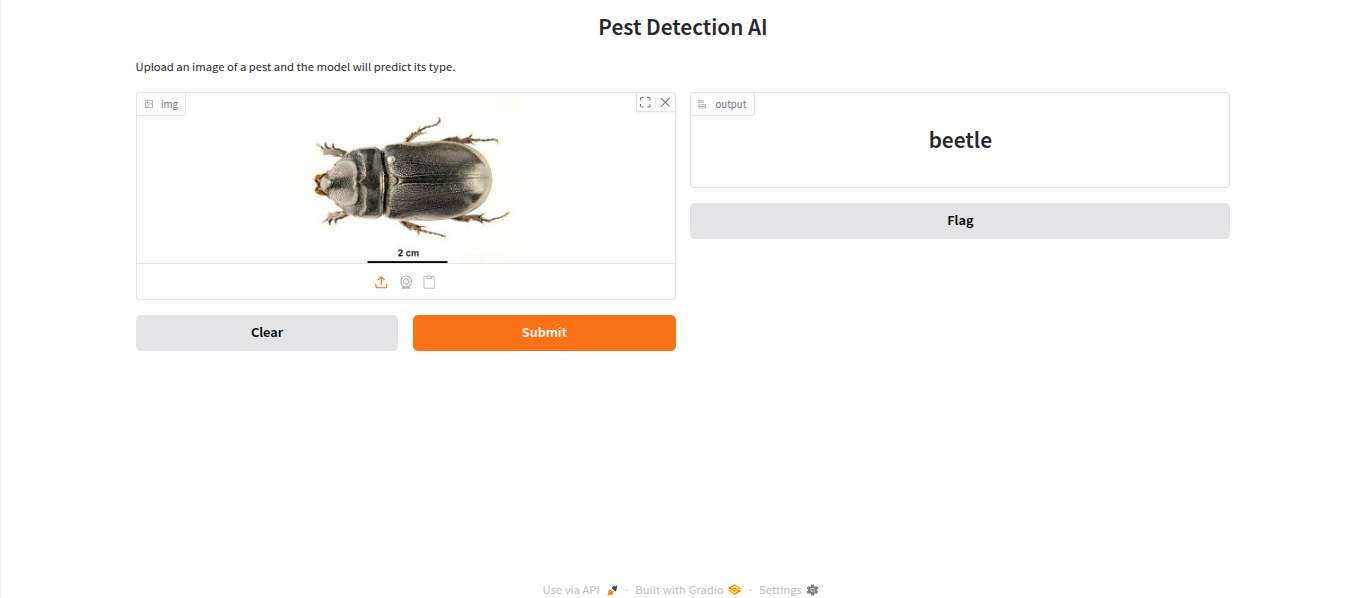 Pest Detection AI
Upload an image of a pest and the model will predict its type.
img
output
beetle
Flag
2 cm
Clear
Submit
Use via API · Built with Gradio · Settings